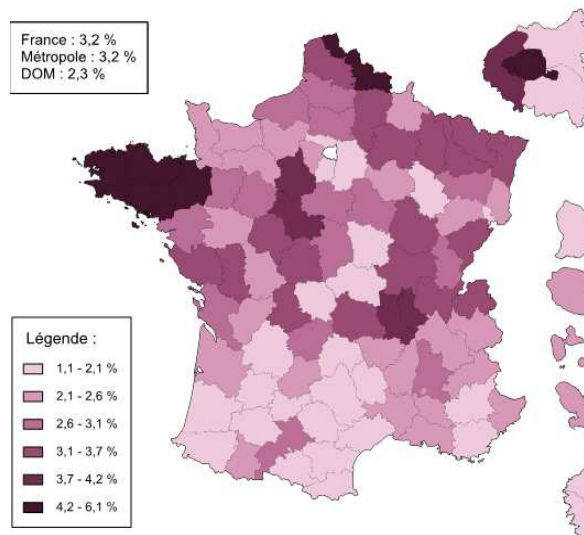 France : 3,2 %
Métropole : 3,2 %
DOM : 2,3 %
Légende :
1,1 - 2,1 %
2,1 - 2,6 %
2,6 - 3,1 %
3,1 - 3,7 %
3,7 - 4,2 %
4,2 - 6,1 %